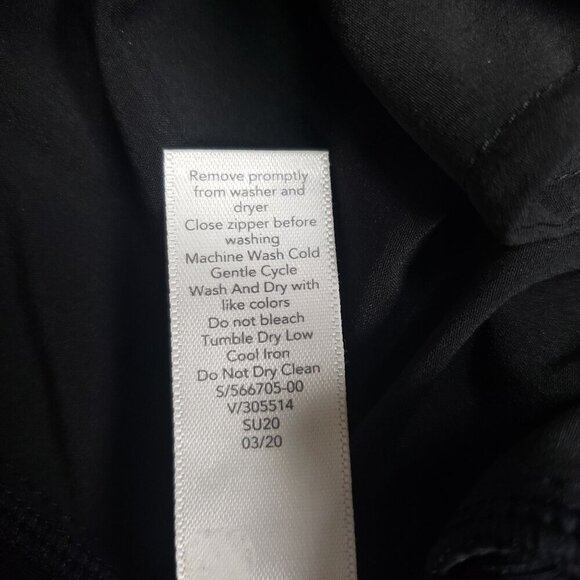 Remove promptly
from washer and
dryer
Close zipper before
washing
Machine Wash Cold
Gentle Cycle
Wash And Dry with
like colors
Do not bleach
Tumble Dry Low
Cool Iron
Do Not Dry Clean
S/566705-00
V/305514
SU20
03/20